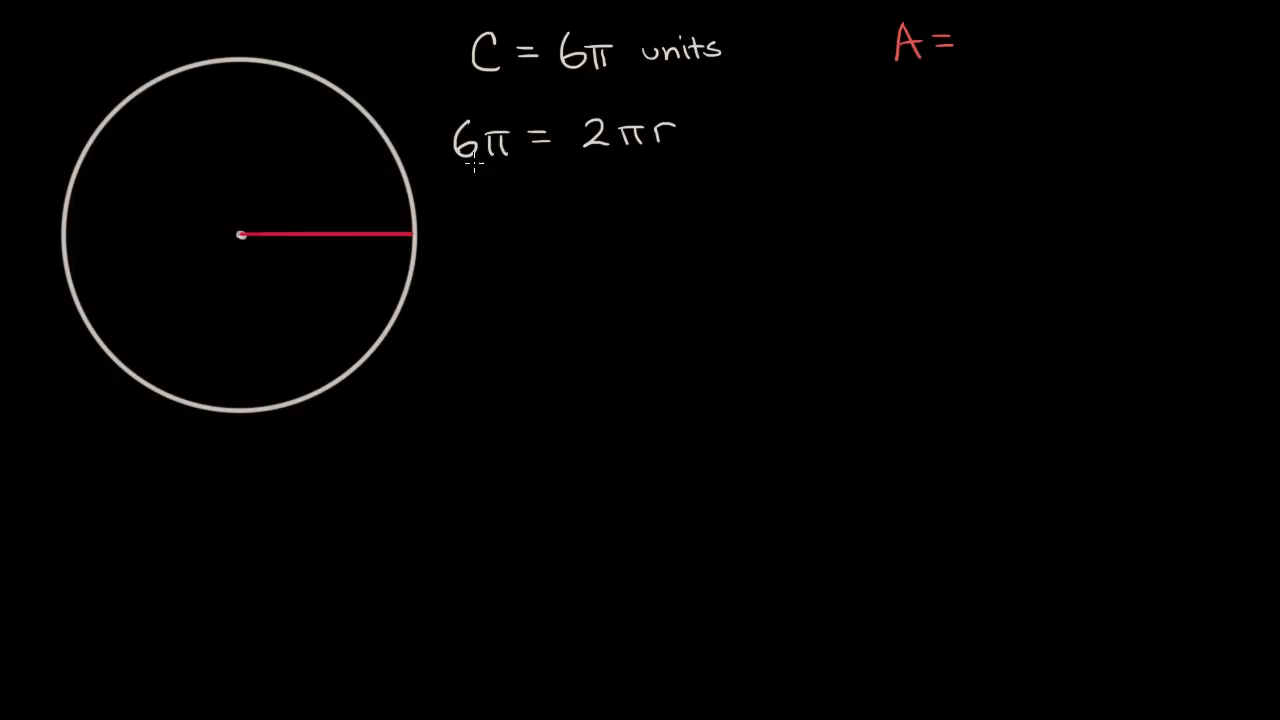 C = 6π units
A =
6π = 2πr